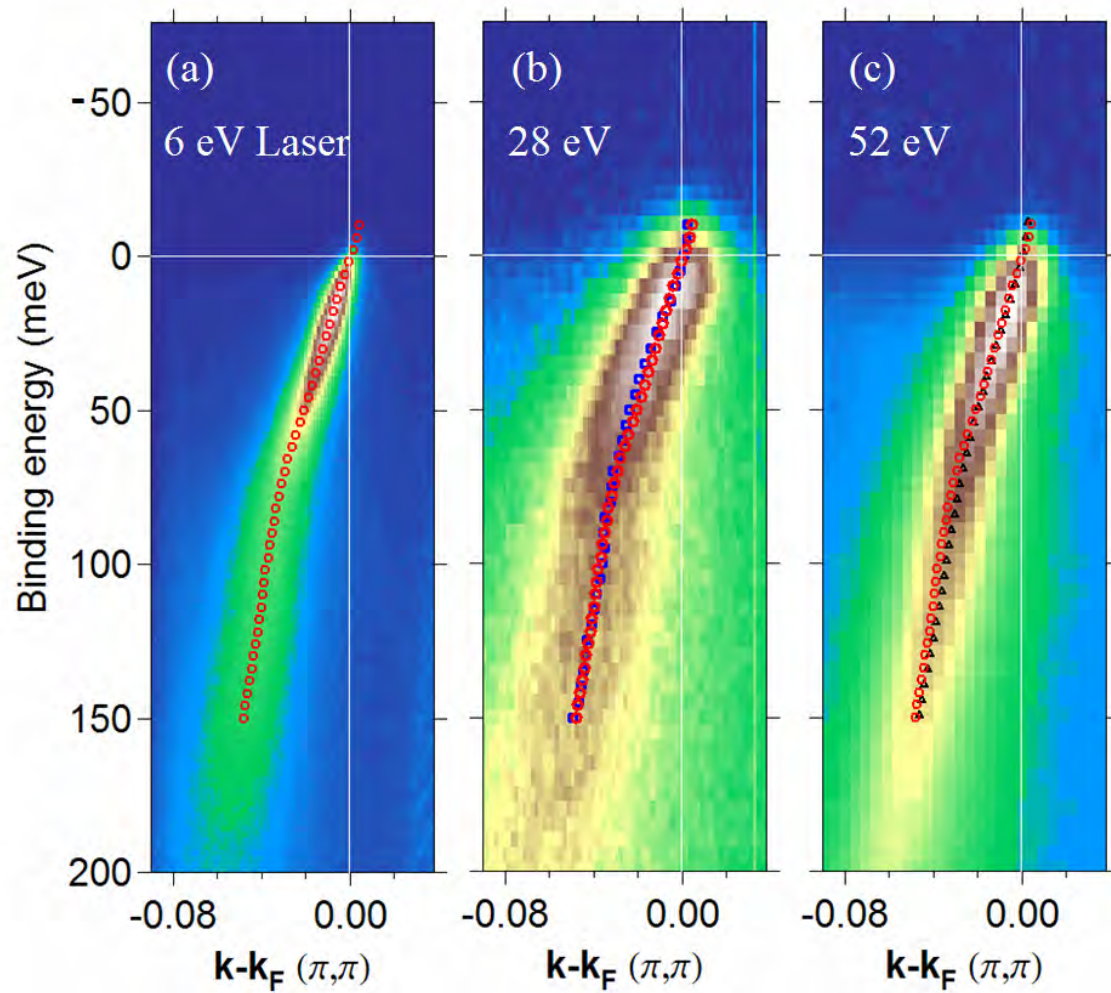 (a)
6 eV Laser
(b)
28 eV
(c)
52 eV
Binding energy (meV)
-50
0
50
100
150
200
-0.08 0.00
-0.08 0.00
-0.08 0.00
k-kF (π,π)
k-kF (π,π)
k-kF (π,π)